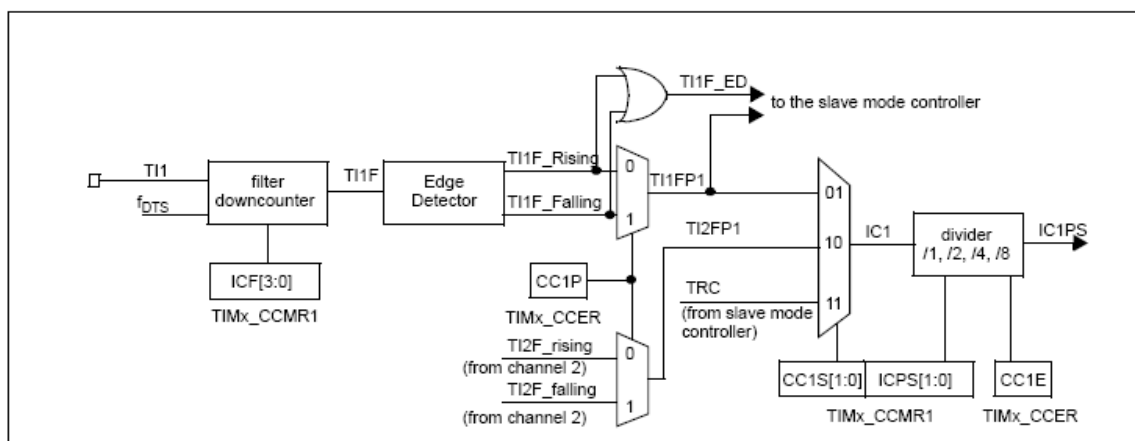 TI1F_ED
to the slave mode controller
TI1
fDTS
filter
downcounter
TI1F
Edge
Detector
TI1F_Rising
TI1F_Falling
0
1
TI1FP1
TI2FP1
01
10
11
IC1
divider
/1, /2, /4, /8
IC1PS
ICF[3:0]
TIMx_CCMR1
CC1P
TIMx_CCER
TRC
(from slave mode
controller)
TI2F_rising
(from channel 2)
TI2F_falling
(from channel 2)
0
1
CC1S[1:0]
ICPS[1:0]
CC1E
TIMx_CCMR1
TIMx_CCER